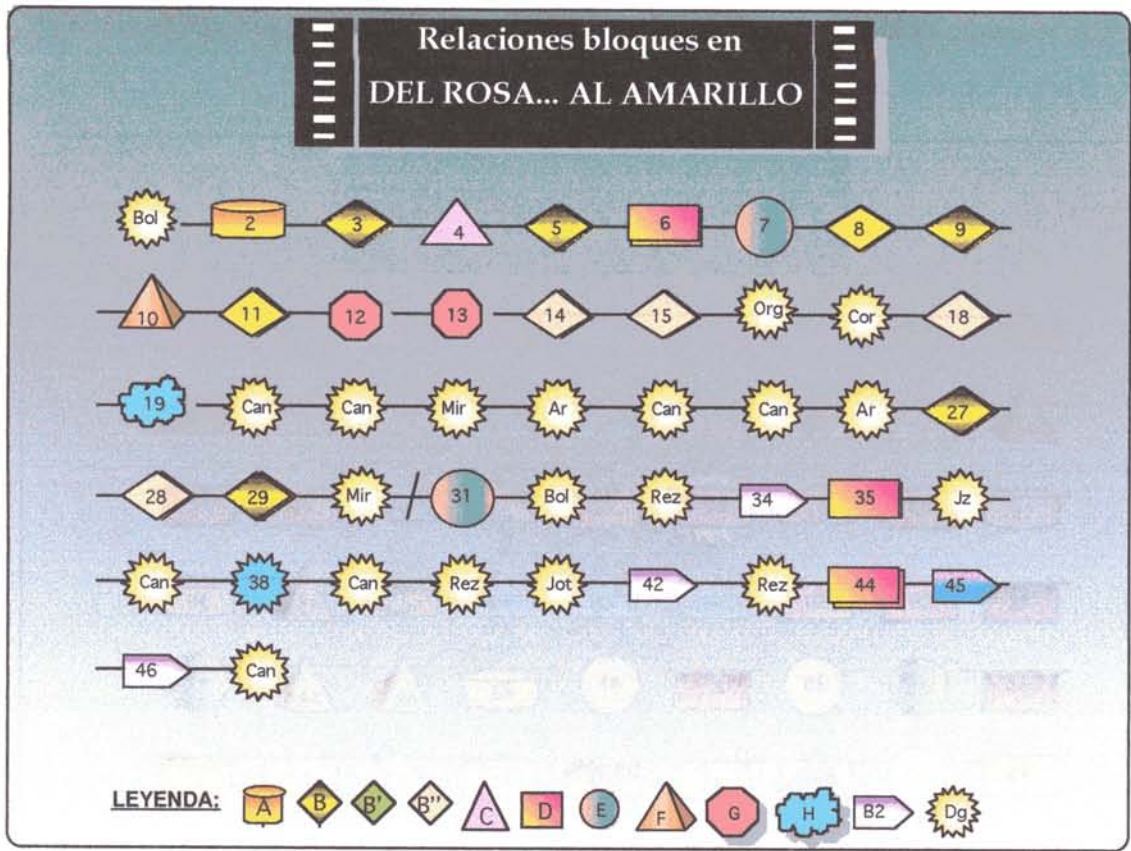 Relaciones bloques en
DEL ROSA... AL AMARILLO
Bol 2 3 4 5 6 7 8 9
10 11 12 13 14 15 Org Cor 18
19 Can Can Mir Ar Can Can Ar 27
28 29 Mir / 31 Bol Rez 34 35 Jz
Can 38 Can Rez Jot 42 Rez 44 45
46 Can
LEYENDA: A B B' B'' C D E F G H B2 Dg